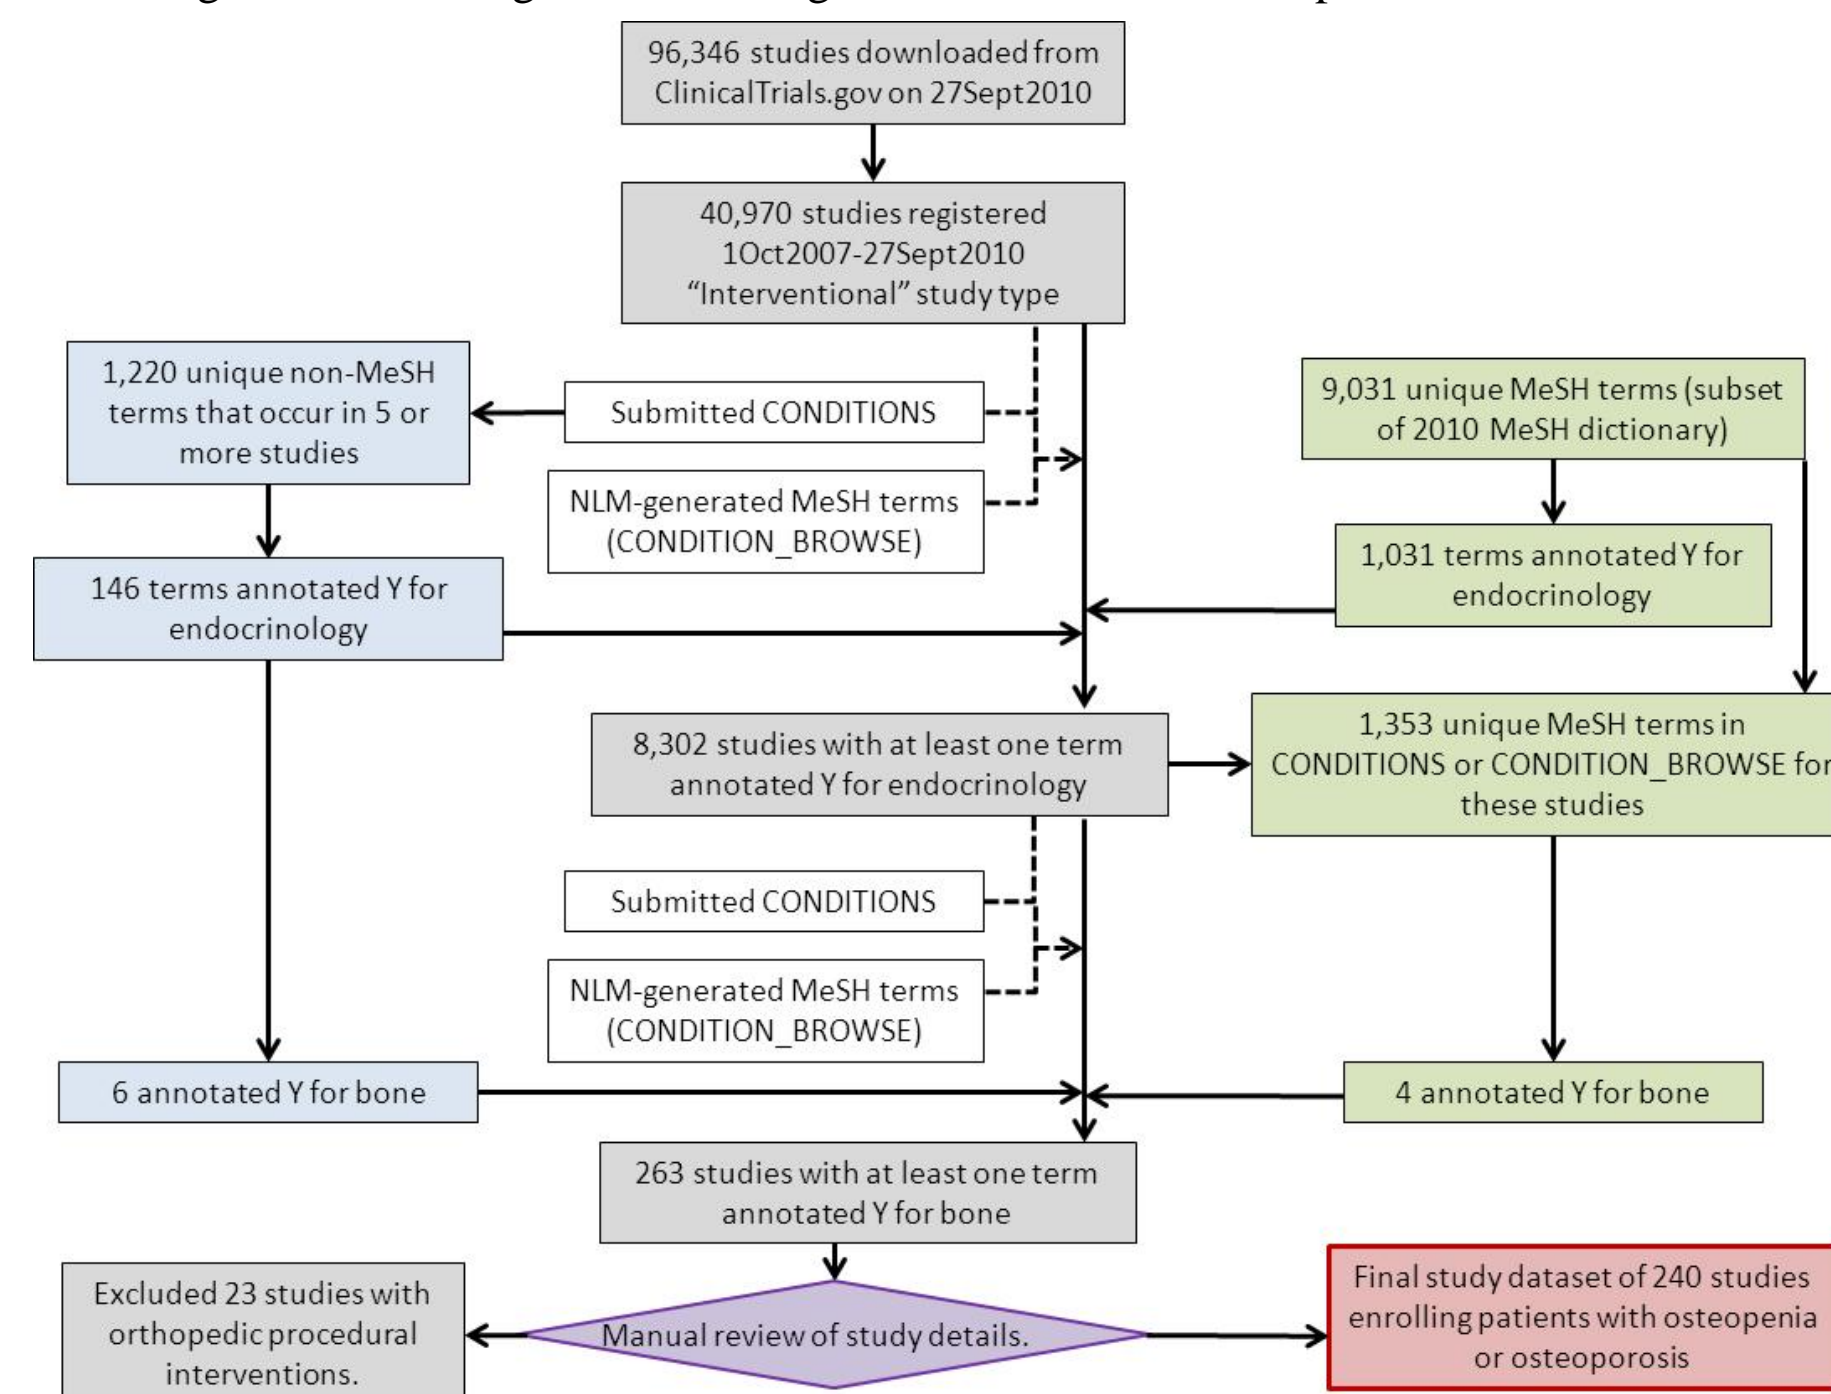 96,346 studies downloaded from
ClinicalTrials.gov on 27Sept2010
40,970 studies registered
1Oct2007-27Sept2010
“Interventional” study type
1,220 unique non-MeSH
terms that occur in 5 or
more studies
Submitted CONDITIONS
9,031 unique MeSH terms (subset
of 2010 MeSH dictionary)
NLM-generated MeSH terms
(CONDITION_BROWSE)
146 terms annotated Y for
endocrinology
1,031 terms annotated Y for
endocrinology
8,302 studies with at least one term
annotated Y for endocrinology
1,353 unique MeSH terms in
CONDITIONS or CONDITION_BROWSE for
these studies
Submitted CONDITIONS
NLM-generated MeSH terms
(CONDITION_BROWSE)
6 annotated Y for bone
4 annotated Y for bone
263 studies with at least one term
annotated Y for bone
Excluded 23 studies with
orthopedic procedural
interventions.
Manual review of study details.
Final study dataset of 240 studies
enrolling patients with osteopenia
or osteoporosis